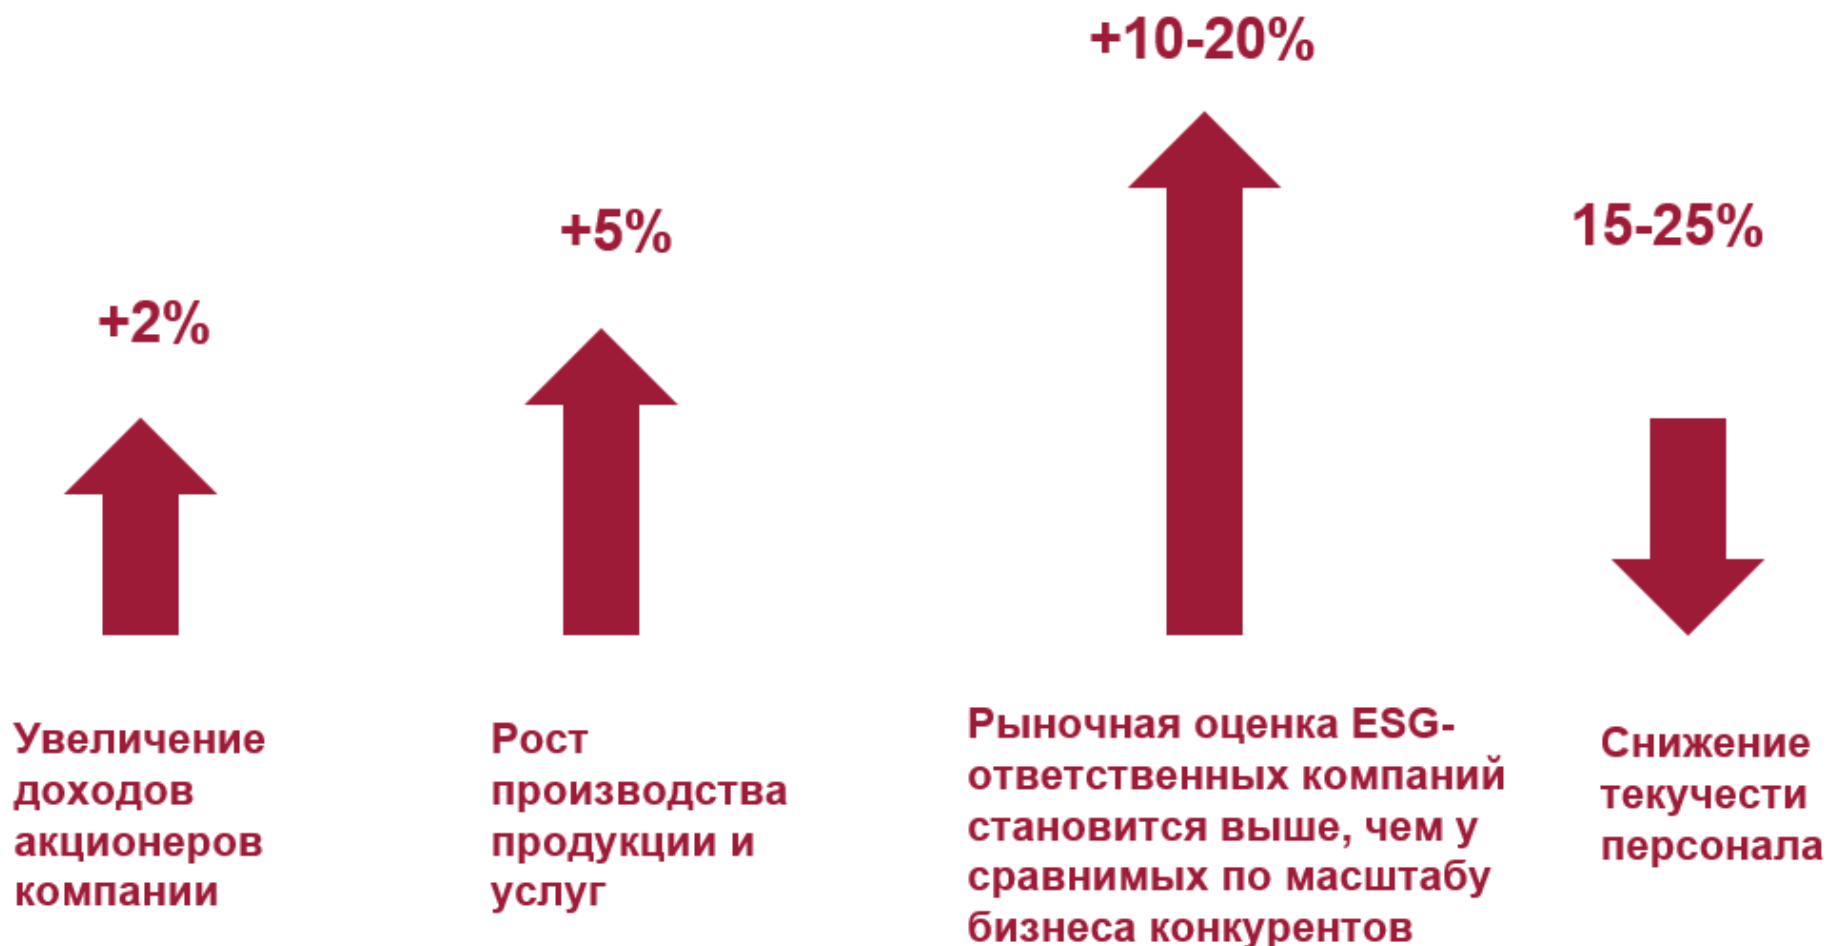 +2%
Увеличение
доходов
акционеров
компании
+5%
Рост
производства
продукции и
услуг
+10-20%
Рыночная оценка ESG-
ответственных компаний
становится выше, чем у
сравнимых по масштабу
бизнеса конкурентов
15-25%
Снижение
текучести
персонала